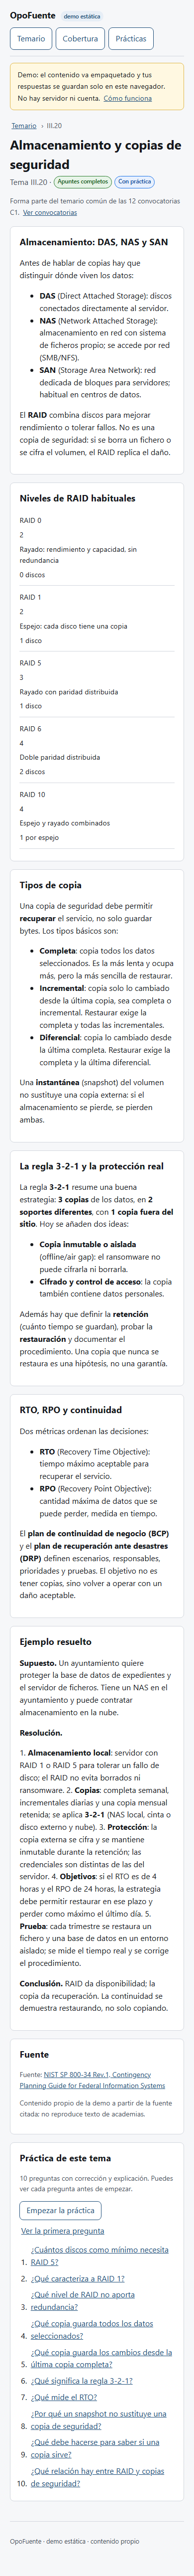 OpoFuente demo estática
Temario Cobertura Prácticas
Demo: el contenido va empaquetado y tus
respuestas se guardan solo en este navegador.
No hay servidor ni cuenta. Cómo funciona
Temario › III.20
Almacenamiento y copias de
seguridad
Tema III.20 · Apuntes completos Con práctica
Forma parte del temario común de las 12 convocatorias
C1. Ver convocatorias
Almacenamiento: DAS, NAS y SAN
Antes de hablar de copias hay que
distinguir dónde viven los datos:
• DAS (Direct Attached Storage): discos
conectados directamente al servidor.
• NAS (Network Attached Storage):
almacenamiento en red con sistema
de ficheros propio; se accede por red
(SMB/NFS).
• SAN (Storage Area Network): red
dedicada de bloques para servidores;
habitual en centros de datos.
El RAID combina discos para mejorar
rendimiento o tolerar fallos. No es una
copia de seguridad: si se borra un fichero o
se cifra el volumen, el RAID replica el daño.
Niveles de RAID habituales
RAID 0
2
Rayado: rendimiento y capacidad, sin
redundancia
0 discos
RAID 1
2
Espejo: cada disco tiene una copia
1 disco
RAID 5
3
Rayado con paridad distribuida
1 disco
RAID 6
4
Doble paridad distribuida
2 discos
RAID 10
4
Espejo y rayado combinados
1 por espejo
Tipos de copia
Una copia de seguridad debe permitir
recuperar el servicio, no solo guardar
bytes. Los tipos básicos son:
• Completa: copia todos los datos
seleccionados. Es la más lenta y ocupa
más, pero la más sencilla de restaurar.
• Incremental: copia solo lo cambiado
desde la última copia, sea completa o
incremental. Restaurar exige la
completa y todas las incrementales.
• Diferencial: copia lo cambiado desde
la última completa. Restaurar exige la
completa y la última diferencial.
Una instantánea (snapshot) del volumen
no sustituye una copia externa: si el
almacenamiento se pierde, se pierden
ambas.
La regla 3-2-1 y la protección real
La regla 3-2-1 resume una buena
estrategia: 3 copias de los datos, en 2
soportes diferentes, con 1 copia fuera del
sitio. Hoy se añaden dos ideas:
• Copia inmutable o aislada
(offline/air gap): el ransomware no
puede cifrarla ni borrarla.
• Cifrado y control de acceso: la copia
también contiene datos personales.
Además hay que definir la retención
(cuánto tiempo se guardan), probar la
restauración y documentar el
procedimiento. Una copia que nunca se
restaura es una hipótesis, no una garantía.
RTO, RPO y continuidad
Dos métricas ordenan las decisiones:
• RTO (Recovery Time Objective):
tiempo máximo aceptable para
recuperar el servicio.
• RPO (Recovery Point Objective):
cantidad máxima de datos que se
puede perder, medida en tiempo.
El plan de continuidad de negocio (BCP)
y el plan de recuperación ante desastres
(DRP) definen escenarios, responsables,
prioridades y pruebas. El objetivo no es
tener copias, sino volver a operar con un
daño aceptable.
Ejemplo resuelto
Supuesto. Un ayuntamiento quiere
proteger la base de datos de expedientes y
el servidor de ficheros. Tiene un NAS en el
ayuntamiento y puede contratar
almacenamiento en la nube.
Resolución.
1. Almacenamiento local: servidor con
RAID 1 o RAID 5 para tolerar un fallo de
disco; el RAID no evita borrados ni
ransomware. 2. Copias: completa semanal,
incrementales diarias y una copia mensual
retenida; se aplica 3-2-1 (NAS local, cinta o
disco externo y nube). 3. Protección: la
copia externa se cifra y se mantiene
inmutable durante la retención; las
credenciales son distintas de las del
servidor. 4. Objetivos: si el RTO es de 4
horas y el RPO de 24 horas, la estrategia
debe permitir restaurar en ese plazo y
perder como máximo el último día. 5.
Prueba: cada trimestre se restaura un
fichero y una base de datos en un entorno
aislado; se mide el tiempo real y se corrige
el procedimiento.
Conclusión. RAID da disponibilidad; la
copia da recuperación. La continuidad se
demuestra restaurando, no solo copiando.
Fuente
Fuente: NIST SP 800-34 Rev.1, Contingency
Planning Guide for Federal Information Systems
Contenido propio de la demo a partir de la fuente
citada; no reproduce texto de academias.
Práctica de este tema
10 preguntas con corrección y explicación. Puedes
ver cada pregunta antes de empezar.
Empezar la práctica
Ver la primera pregunta
1. ¿Cuántos discos como mínimo necesita
RAID 5?
2. ¿Qué caracteriza a RAID 1?
3. ¿Qué nivel de RAID no aporta
redundancia?
4. ¿Qué copia guarda todos los datos
seleccionados?
5. ¿Qué copia guarda los cambios desde la
última copia completa?
6. ¿Qué significa la regla 3-2-1?
7. ¿Qué mide el RTO?
8. ¿Por qué un snapshot no sustituye una
copia de seguridad?
9. ¿Qué debe hacerse para saber si una
copia sirve?
10. ¿Qué relación hay entre RAID y copias
de seguridad?
OpoFuente · demo estática · contenido propio